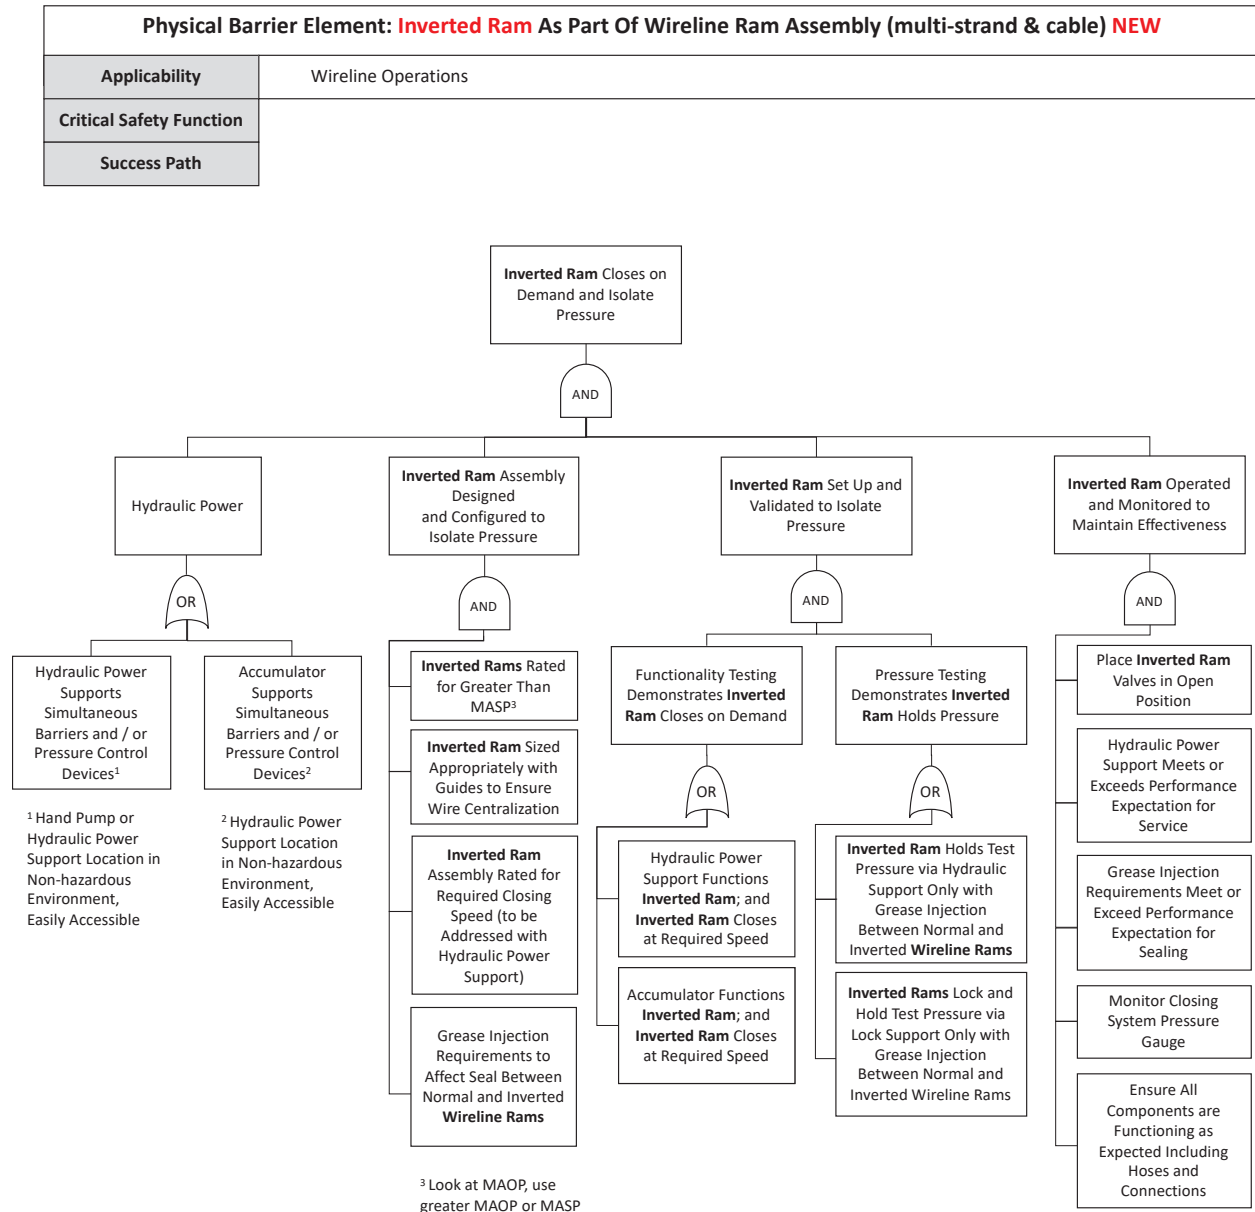 Physical Barrier Element: Inverted Ram As Part Of Wireline Ram Assembly (multi-strand & cable) NEW
Applicability
Wireline Operations
Critical Safety Function
Success Path
Inverted Ram Closes on
Demand and Isolate
Pressure
AND
Hydraulic Power
Inverted Ram Assembly
Designed
and Configured to
Isolate Pressure
Inverted Ram Set Up and
Validated to Isolate
Pressure
Inverted Ram Operated
and Monitored to
Maintain Effectiveness
OR
AND
AND
AND
Hydraulic Power
Supports
Simultaneous
Barriers and / or
Pressure Control
Devices1
Accumulator
Supports
Simultaneous
Barriers and / or
Pressure Control
Devices2
1 Hand Pump or
Hydraulic Power
Support Location in
Non-hazardous
Environment,
Easily Accessible
2 Hydraulic Power
Support Location
in Non-hazardous
Environment,
Easily Accessible
Inverted Rams Rated
for Greater Than
MASP3
Inverted Ram Sized
Appropriately with
Guides to Ensure
Wire Centralization
Inverted Ram
Assembly Rated for
Required Closing
Speed (to be
Addressed with
Hydraulic Power
Support)
Grease Injection
Requirements to
Affect Seal Between
Normal and Inverted
Wireline Rams
3 Look at MAOP, use
greater MAOP or MASP
Functionality Testing
Demonstrates Inverted
Ram Closes on Demand
OR
Hydraulic Power
Support Functions
Inverted Ram; and
Inverted Ram Closes
at Required Speed
Accumulator Functions
Inverted Ram; and
Inverted Ram Closes
at Required Speed
Pressure Testing
Demonstrates Inverted
Ram Holds Pressure
OR
Inverted Ram Holds Test
Pressure via Hydraulic
Support Only with
Grease Injection
Between Normal and
Inverted Wireline Rams
Inverted Rams Lock and
Hold Test Pressure via
Lock Support Only with
Grease Injection
Between Normal and
Inverted Wireline Rams
Place Inverted Ram
Valves in Open
Position
Hydraulic Power
Support Meets or
Exceeds Performance
Expectation for
Service
Grease Injection
Requirements Meet or
Exceed Performance
Expectation for
Sealing
Monitor Closing
System Pressure
Gauge
Ensure All
Components are
Functioning as
Expected Including
Hoses and
Connections